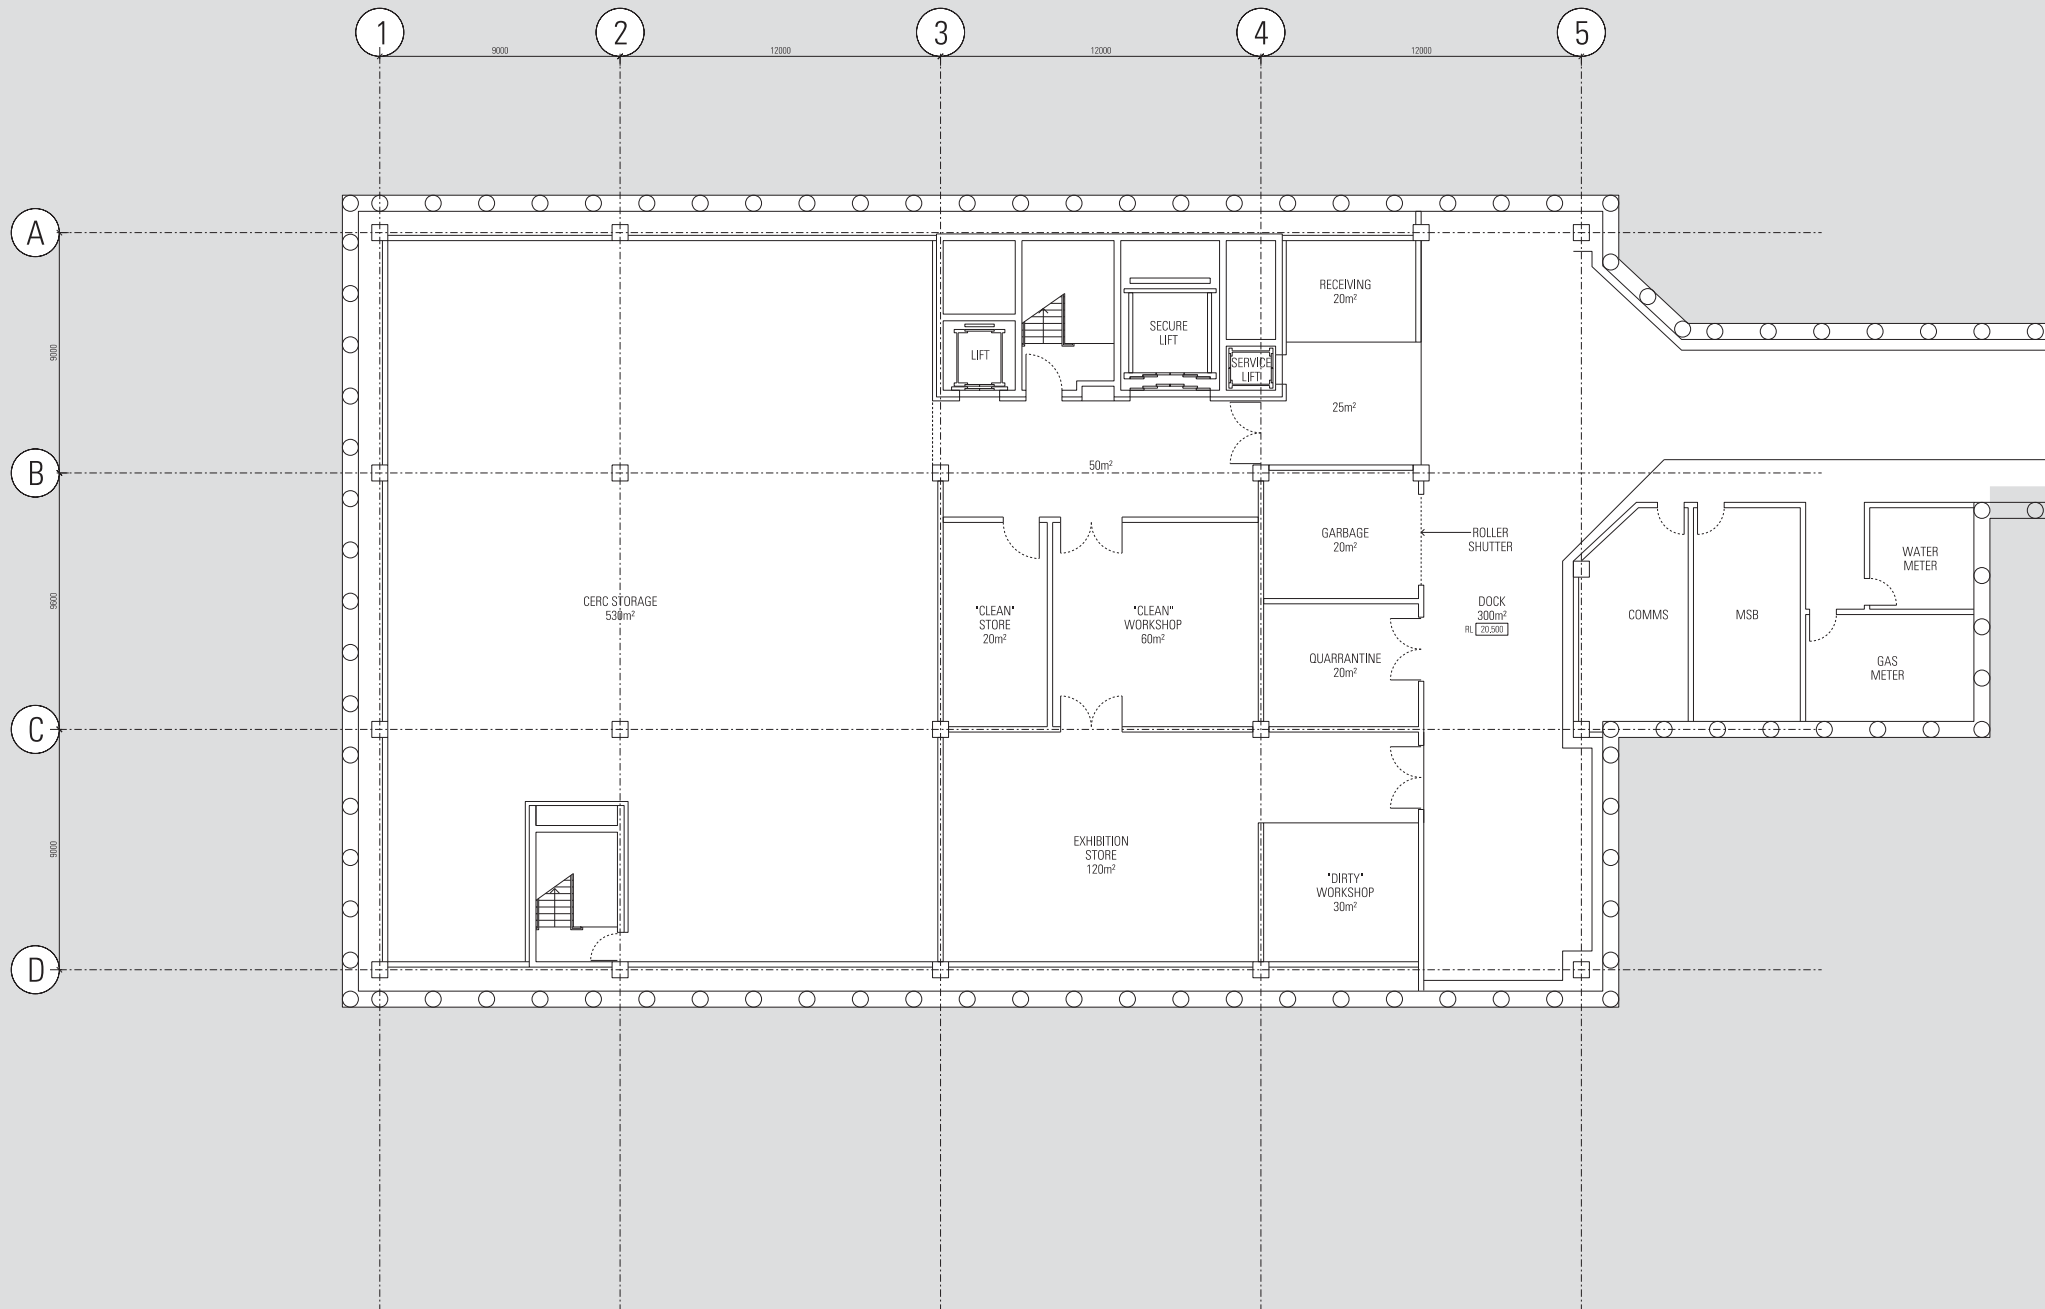 1
2
3
4
5
9000
12000
12000
12000
A
B
C
D
9000
9600
9000
RECEIVING
20m²
SECURE
LIFT
LIFT
SERVICE
LIFT
25m²
50m²
GARBAGE
20m²
ROLLER
SHUTTER
WATER
METER
CERC STORAGE
530m²
"CLEAN"
STORE
20m²
"CLEAN"
WORKSHOP
60m²
DOCK
300m²
RL 20,500
COMMS
MSB
QUARRANTINE
20m²
GAS
METER
EXHIBITION
STORE
120m²
"DIRTY"
WORKSHOP
30m²